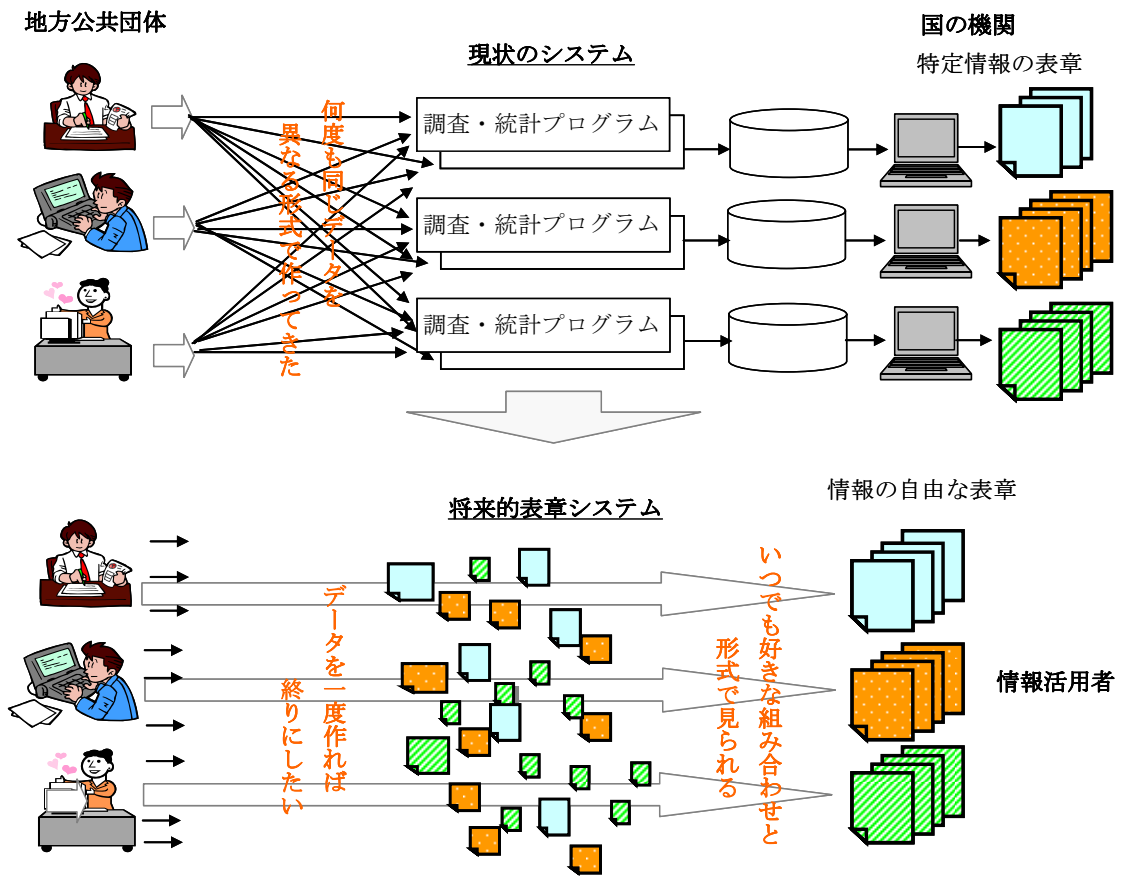 地方公共団体
国の機関
現状のシステム
特定情報の表章
何度も同じデータを
異なる形式で作ってきた
調査・統計プログラム
調査・統計プログラム
調査・統計プログラム
情報の自由な表章
将来的表章システム
データを一度作れば
終りにしたい
いつでも好きな組み合わせと
形式で見られる
情報活用者